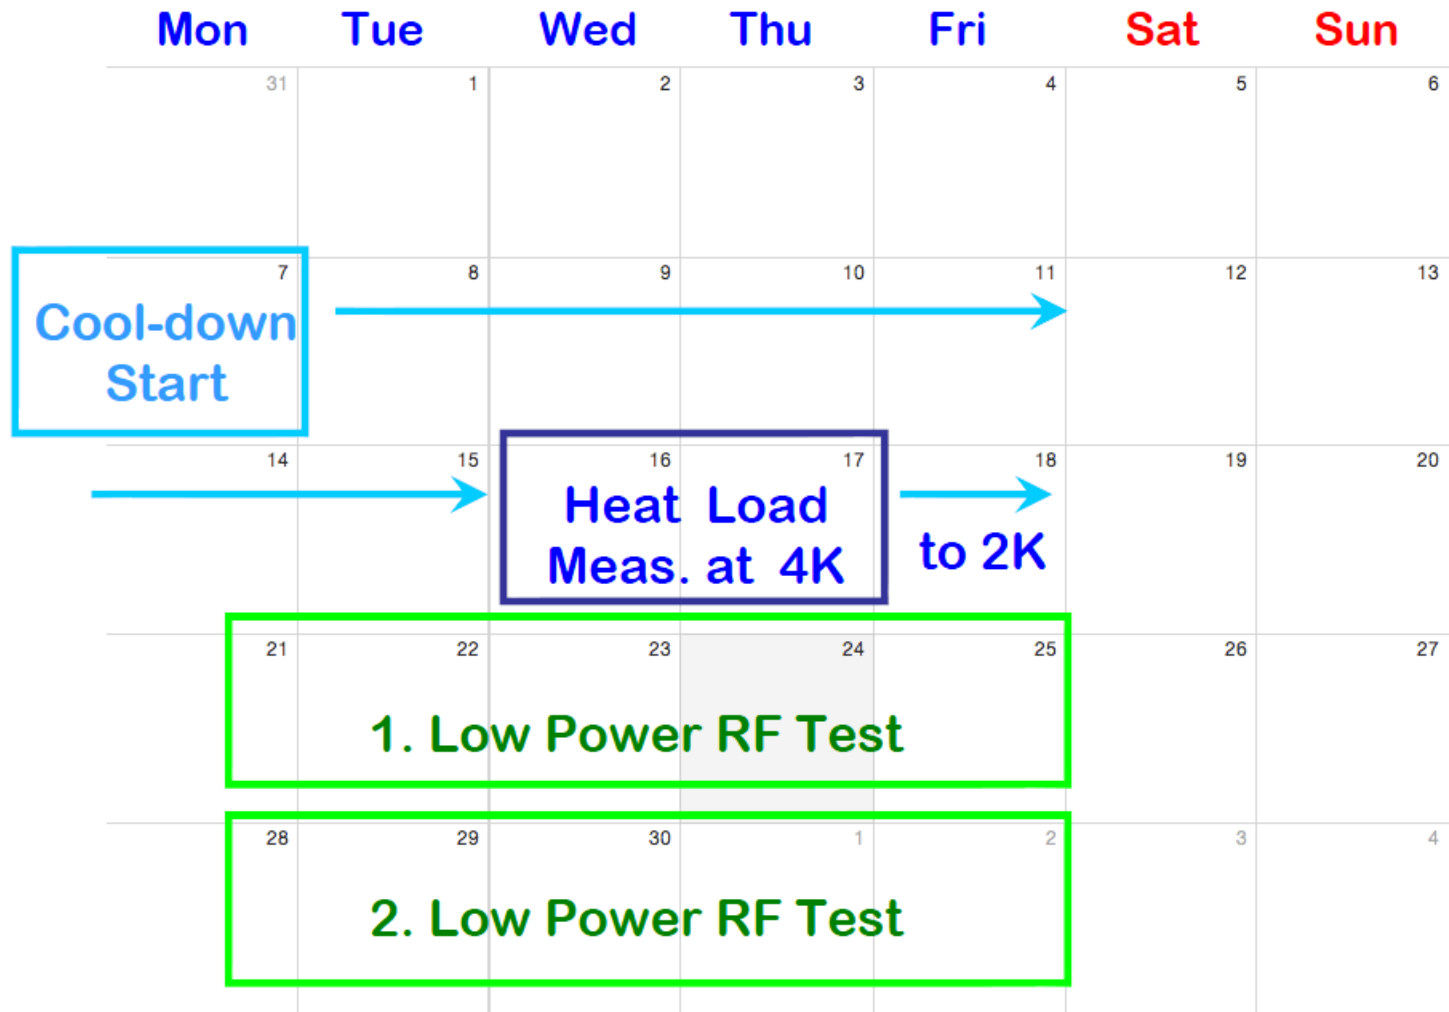 Mon Tue Wed Thu Fri Sat Sun
31 1 2 3 4 5 6
7 8 9 10 11 12 13
Cool-down
Start
14 15 16 17 18 19 20
Heat Load
Meas. at 4K
to 2K
21 22 23 24 25 26 27
1. Low Power RF Test
28 29 30 1 2 3 4
2. Low Power RF Test